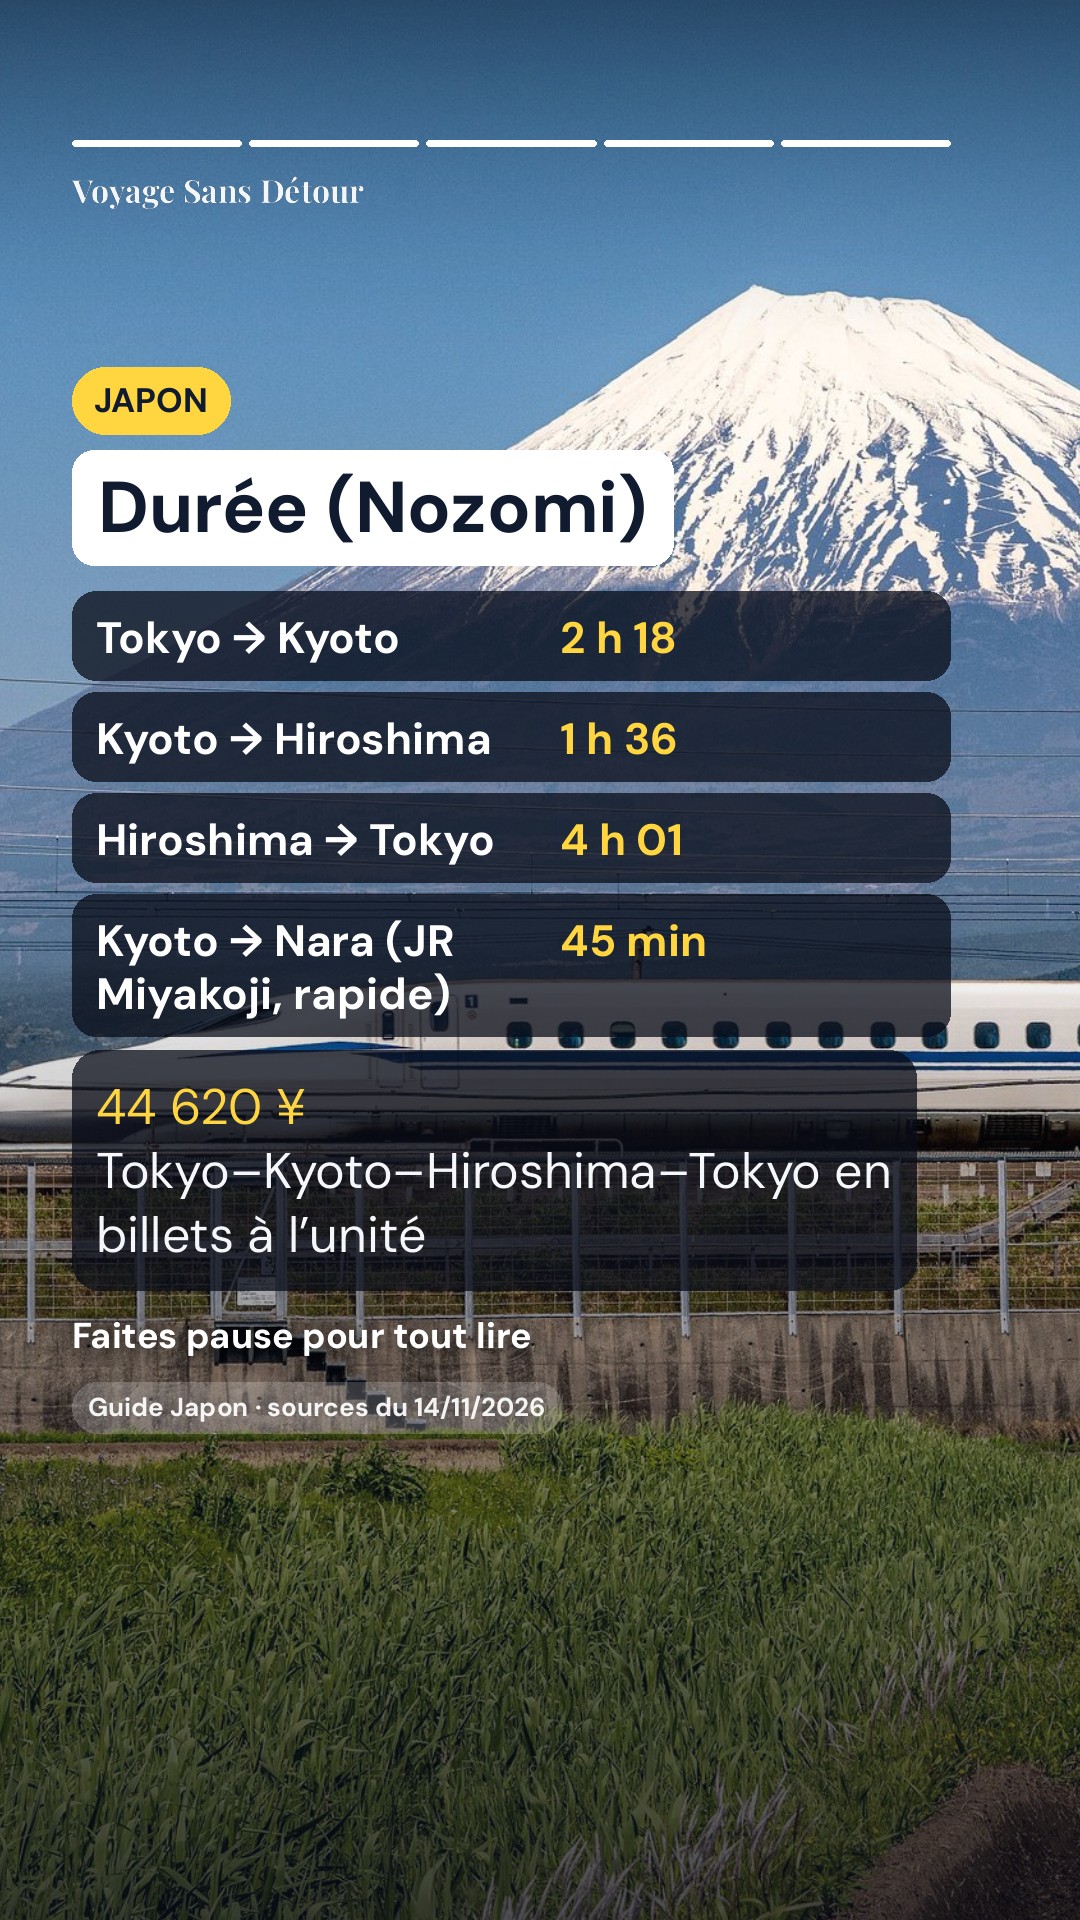 Voyage Sans Détour
JAPON
Durée (Nozomi)
Tokyo → Kyoto 2 h 18
Kyoto → Hiroshima 1 h 36
Hiroshima → Tokyo 4 h 01
Kyoto → Nara (JR 45 min
Miyakoji, rapide)
44 620 ¥
Tokyo–Kyoto–Hiroshima–Tokyo en
billets à l’unité
Faites pause pour tout lire
Guide Japon · sources du 14/11/2026